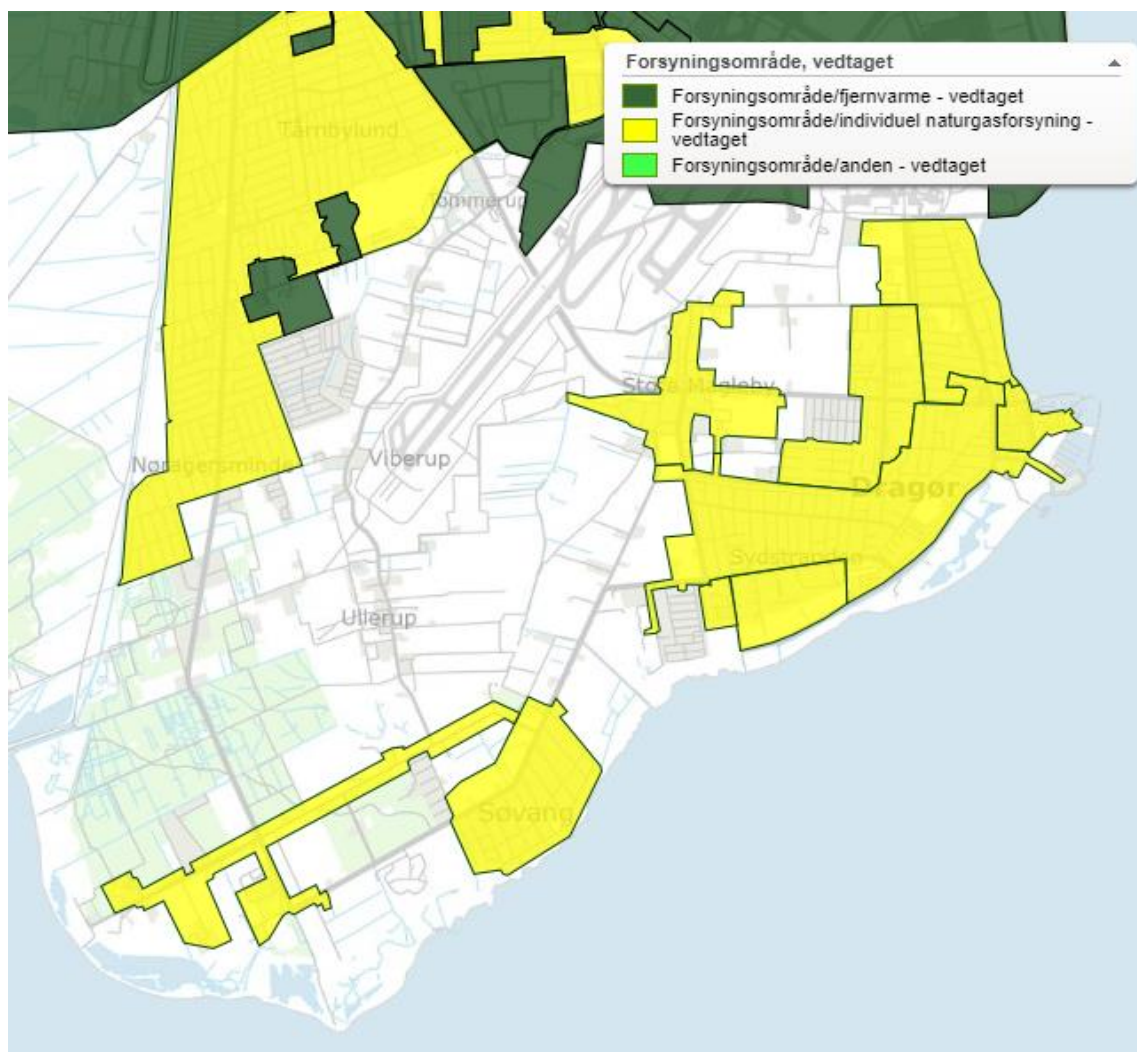 Forsyningsområde, vedtaget
Forsyningsområde/fjernvarme - vedtaget
Forsyningsområde/individuel naturgasforsyning -
vedtaget
Forsyningsområde/anden - vedtaget
Tårnbylund
Tømmerup
Store Magleby
Nøragersminde
Viberup
Dragør
Sydstranden
Ullerup
Søvang